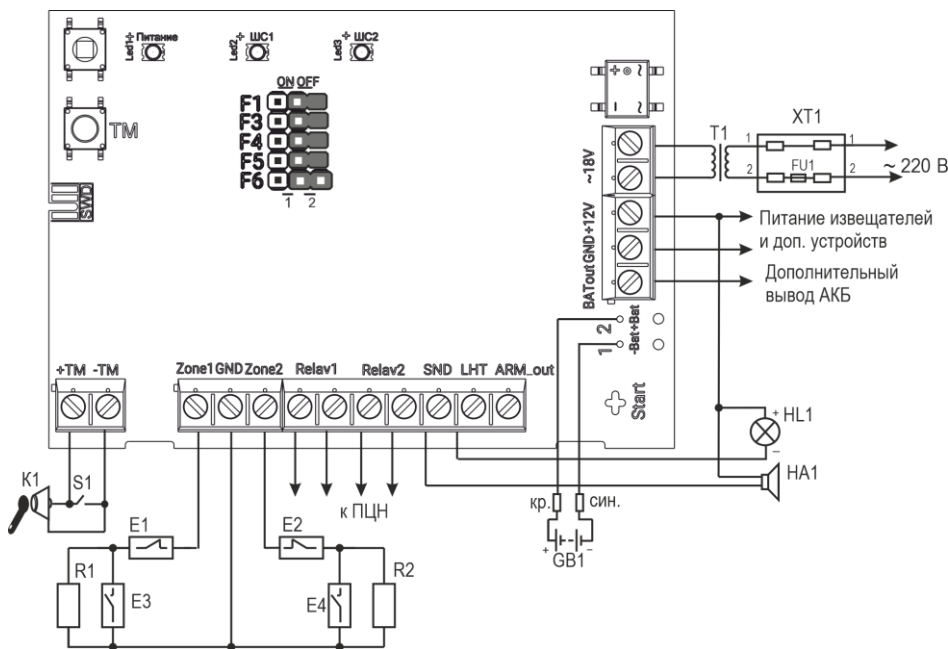 Led1 + Питание
Led2 + ШС1
Led3 + ШС2
ON OFF
F1
F3
F4
F5
F6
1 2
TM
SWD
+ ~
- ~
~18V
T1
XT1
1 1
2 FU1 2
~ 220 В
BATout GND +12V
Питание извещателей
и доп. устройств
Дополнительный
вывод АКБ
2 +Bat
1 -Bat
Start
+TM -TM
Zone1 GND Zone2 Relav1 Relav2 SND LHT ARM_out
+ HL1
-
HA1
K1 S1
к ПЦН
кр. син.
+ -
GB1
E1 E2
R1 E3 E4 R2